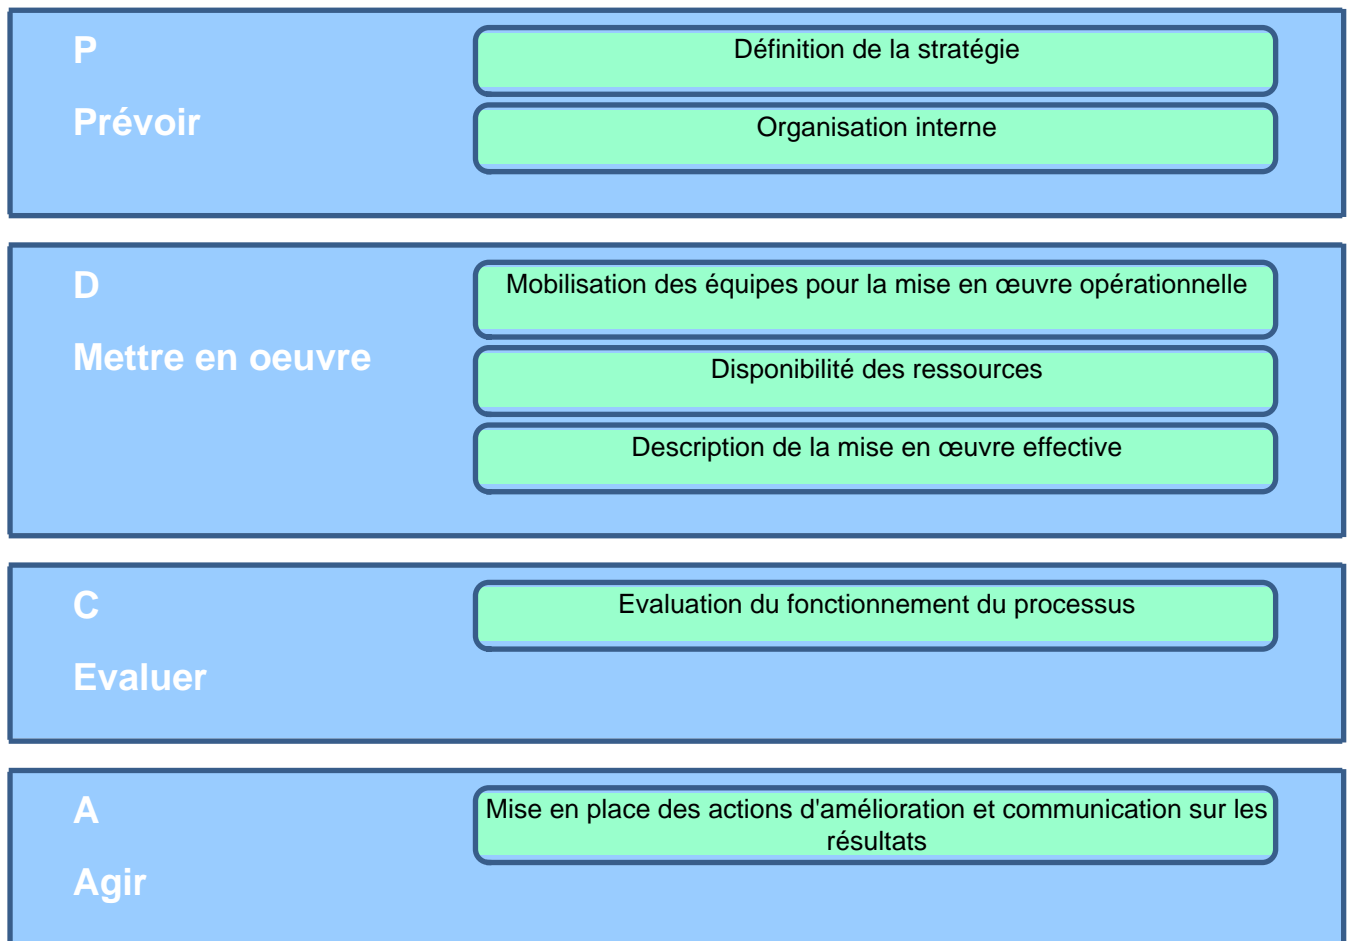 P
Prévoir
Définition de la stratégie
Organisation interne
D
Mettre en oeuvre
Mobilisation des équipes pour la mise en œuvre opérationnelle
Disponibilité des ressources
Description de la mise en œuvre effective
C
Evaluer
Evaluation du fonctionnement du processus
A
Agir
Mise en place des actions d'amélioration et communication sur les
résultats